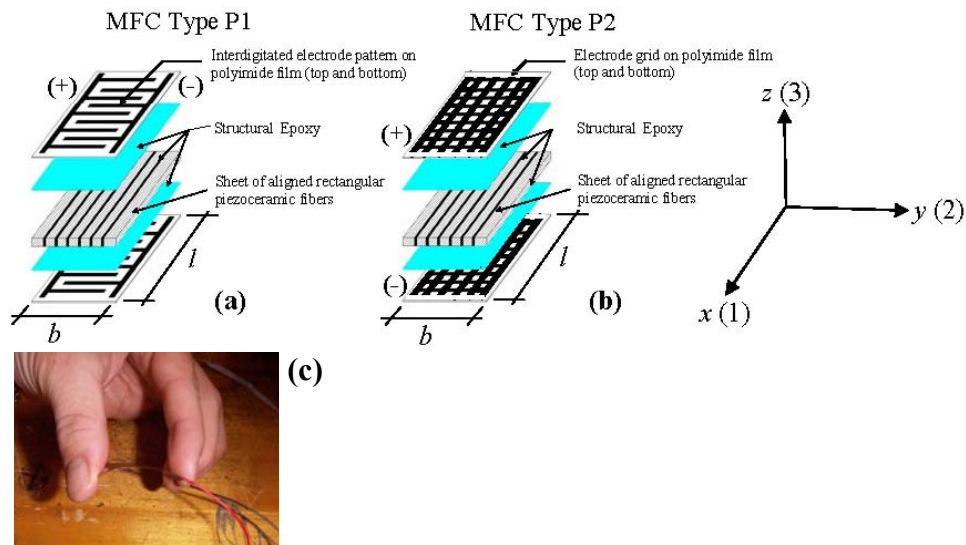 MFC Type P1
Interdigitated electrode pattern on
polyimide film (top and bottom)
(+)
(-)
Structural Epoxy
Sheet of aligned rectangular
piezoceramic fibers
l
(a)
b
MFC Type P2
Electrode grid on polyimide film
(top and bottom)
(+)
Structural Epoxy
Sheet of aligned rectangular
piezoceramic fibers
(-)
l
(b)
b
z (3)
y (2)
x (1)
(c)